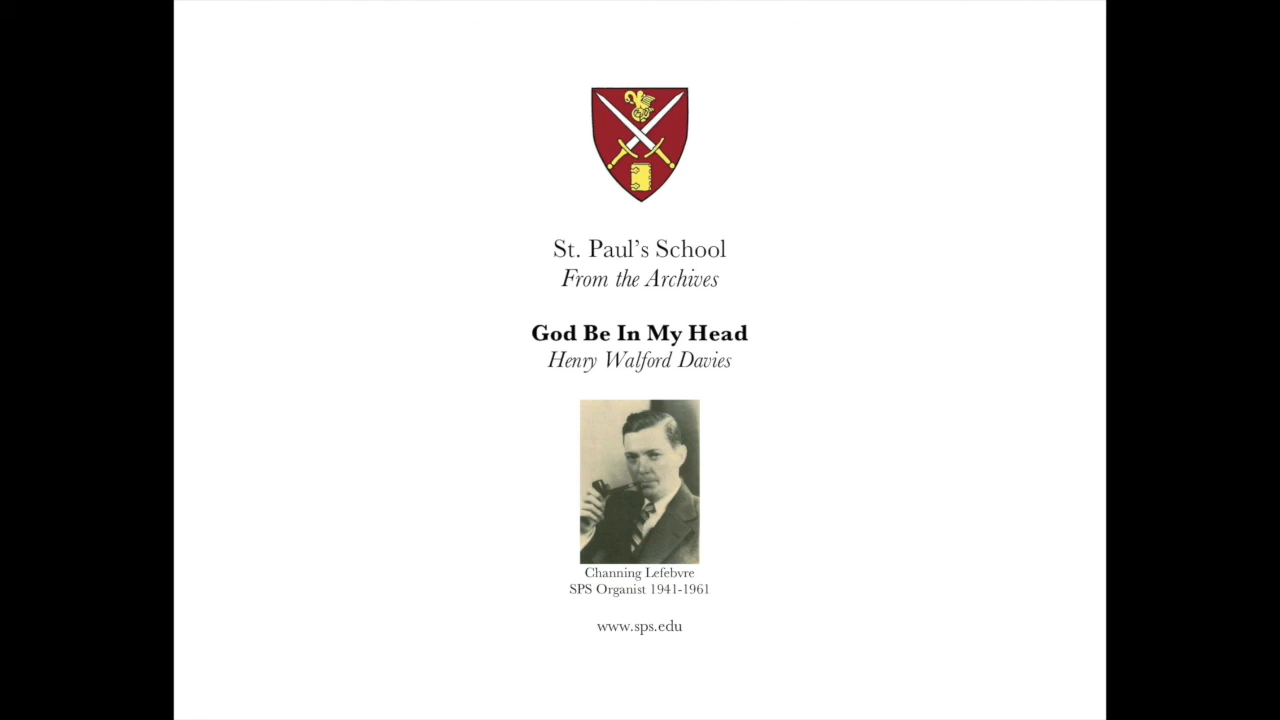 St. Paul's School
From the Archives
God Be In My Head
Henry Walford Davies
Channing Lefebvre
SPS Organist 1941-1961
www.sps.edu